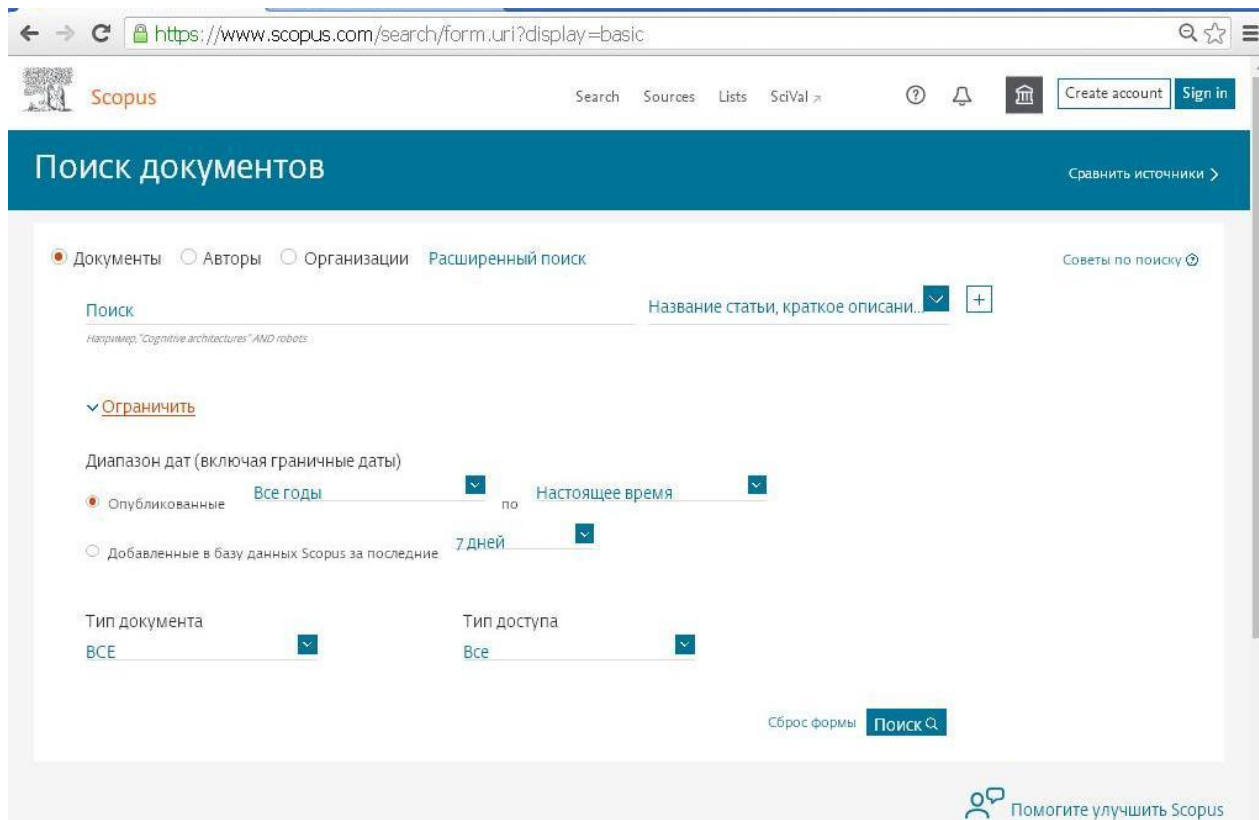 https://www.scopus.com/search/form.uri?display=basic
Scopus Search Sources Lists SciVal Create account Sign in
Поиск документов Сравнить источники
Документы Авторы Организации Расширенный поиск Советы по поиску
Поиск Название статьи, краткое описани...
Например, "Cognitive architectures" AND robots
Ограничить
Диапазон дат (включая граничные даты)
Опубликованные Все годы по Настоящее время
Добавленные в базу данных Scopus за последние 7 дней
Тип документа Тип доступа
ВСЕ Все
Сброс формы Поиск
Помогите улучшить Scopus